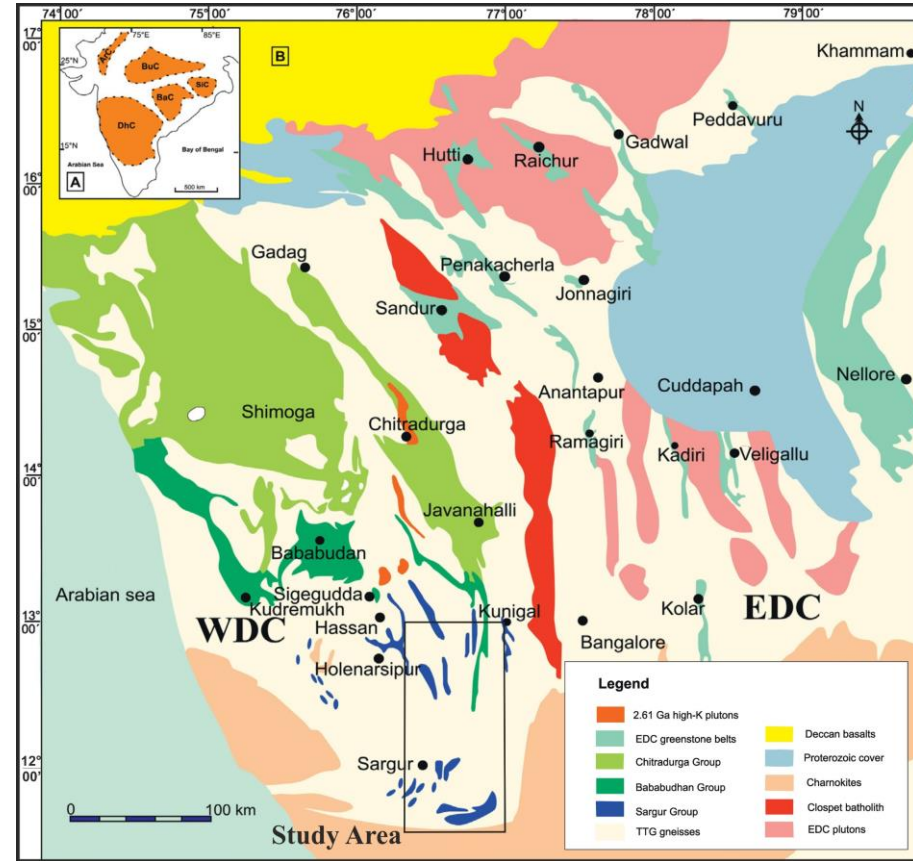 75°00'
76°00'
77°00'
78°00'
79°00'
17°00'
16°00'
15°00'
14°00'
13°00'
12°00'
75°E
85°E
25°N
15°N
BuC
SiC
BaC
DhC
Arabian Sea
Bay of Bengal
500 km
A
B
N
Khammam
Peddavuru
Gadwal
Raichur
Hutti
Gadag
Penakacherla
Jonnagiri
Sandur
Anantapur
Cuddapah
Nellore
Shimoga
Chitradurga
Ramagiri
Kadiri
Veligallu
Javanahalli
Bababudan
Arabian sea
Sigegudda
Kudremukh
WDC
Hassan
Kunigal
Bangalore
Kolar
EDC
Holenarsipur
Sargur
0
100 km
Study Area
Legend
2.61 Ga high-K plutons
EDC greenstone belts
Chitradurga Group
Bababudhan Group
Sargur Group
TTG gneisses
Deccan basalts
Proterozoic cover
Charnokites
Clospet batholith
EDC plutons